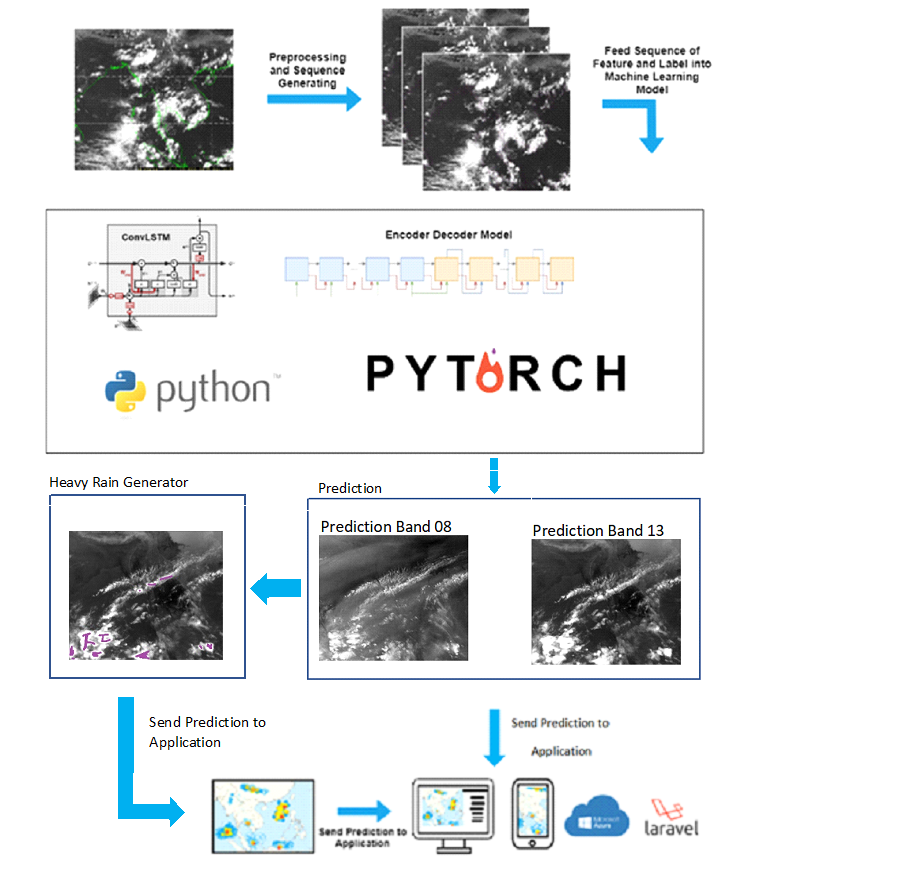 Preprocessing
and Sequence
Generating
Feed Sequence of
Feature and Label into
Machine Learning
Model
ConvLSTM
Encoder Decoder Model
python™
PYTORCH
Heavy Rain Generator
Prediction
Prediction Band 08
Prediction Band 13
Send Prediction to
Application
Send Prediction to
Application
Send Prediction to
Application
Microsoft
Azure
laravel